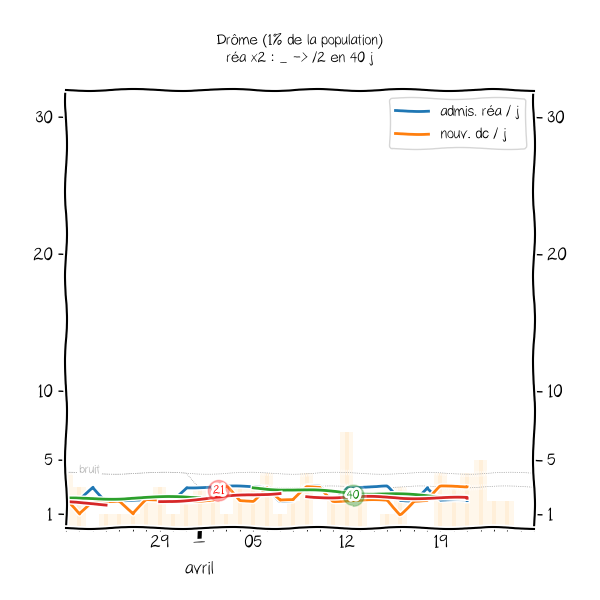 Drôme (1% de la population)
réa x2 : _ -> /2 en 40 j
admis. réa / j
nouv. dc / j
30
30
20
20
10
10
5
5
bruit
21
40
1
1
29
1
05
12
19
avril